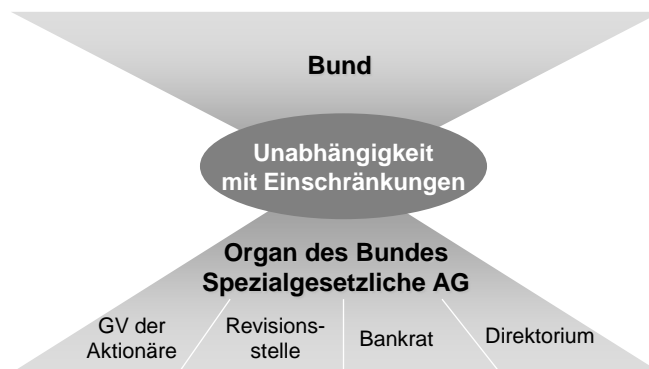 Bund
Unabhängigkeit
mit Einschränkungen
Organ des Bundes
Spezialgesetzliche AG
GV der
Aktionäre
Revisions-
stelle
Bankrat
Direktorium